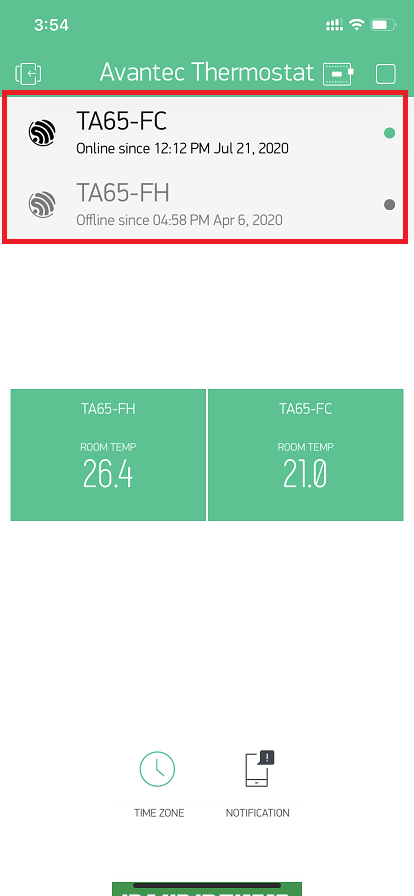 3:54
Avantec Thermostat
TA65-FC
Online since 12:12 PM Jul 21, 2020
TA65-FH
Offline since 04:58 PM Apr 6, 2020
TA65-FH TA65-FC
ROOM TEMP ROOM TEMP
26.4 21.0
TIME ZONE NOTIFICATION